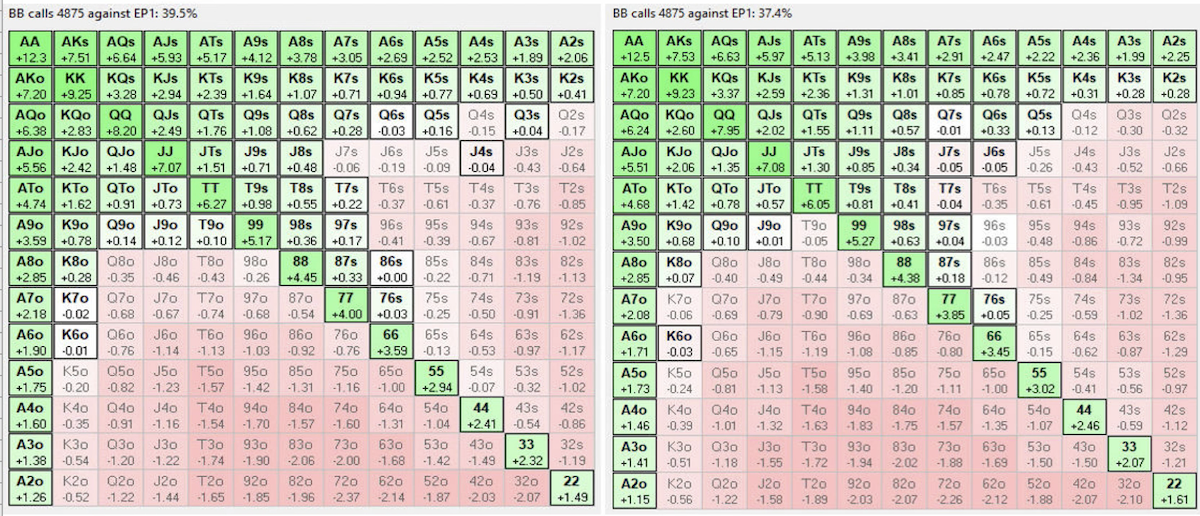 BB calls 4875 against EP1: 39.5%
AA AKs AQs AJs ATs A9s A8s A7s A6s A5s A4s A3s A2s
+12.3 +7.51 +6.64 +5.93 +5.17 +4.12 +3.78 +3.05 +2.69 +2.52 +2.53 +1.89 +2.06
AKo KK KQs KJs KTs K9s K8s K7s K6s K5s K4s K3s K2s
+7.20 +9.25 +3.28 +2.94 +2.39 +1.64 +1.07 +0.71 +0.94 +0.77 +0.69 +0.50 +0.41
AQo KQo QQ QJs QTs Q9s Q8s Q7s Q6s Q5s Q4s Q3s Q2s
+6.38 +2.83 +8.20 +2.49 +1.76 +1.08 +0.62 +0.28 -0.03 +0.16 -0.15 +0.04 -0.17
AJo KJo QJo JJ JTs J9s J8s J7s J6s J5s J4s J3s J2s
+5.56 +2.42 +1.48 +7.07 +1.51 +0.71 +0.48 -0.06 -0.19 -0.09 -0.04 -0.43 -0.64
ATo KTo QTo JTo TT T9s T8s T7s T6s T5s T4s T3s T2s
+4.74 +1.62 +0.91 +0.73 +6.27 +0.98 +0.55 +0.22 -0.37 -0.61 -0.37 -0.76 -0.85
A9o K9o Q9o J9o T9o 99 98s 97s 96s 95s 94s 93s 92s
+3.59 +0.78 +0.14 +0.12 +0.10 +5.17 +0.36 +0.17 -0.41 -0.39 -0.67 -0.81 -1.02
A8o K8o Q8o J8o T8o 98o 88 87s 86s 85s 84s 83s 82s
+2.85 +0.28 -0.35 -0.46 -0.43 -0.26 +4.45 +0.33 +0.00 -0.22 -0.71 -1.19 -1.13
A7o K7o Q7o J7o T7o 97o 87o 77 76s 75s 74s 73s 72s
+2.18 -0.02 -0.68 -0.67 -0.74 -0.68 -0.54 +4.00 +0.03 -0.25 -0.50 -0.91 -1.36
A6o K6o Q6o J6o T6o 96o 86o 76o 66 65s 64s 63s 62s
+1.90 -0.01 -0.76 -1.14 -1.13 -1.03 -0.92 -0.76 +3.59 -0.13 -0.53 -0.97 -1.17
A5o K5o Q5o J5o T5o 95o 85o 75o 65o 55 54s 53s 52s
+1.75 -0.20 -0.82 -1.23 -1.57 -1.42 -1.31 -1.16 -1.00 +2.94 -0.07 -0.32 -1.02
A4o K4o Q4o J4o T4o 94o 84o 74o 64o 54o 44 43s 42s
+1.60 -0.35 -0.91 -1.16 -1.54 -1.70 -1.57 -1.60 -1.31 -1.04 +2.41 -0.54 -0.86
A3o K3o Q3o J3o T3o 93o 83o 73o 63o 53o 43o 33 32s
+1.38 -0.54 -1.20 -1.22 -1.74 -1.90 -2.06 -2.00 -1.68 -1.42 -1.49 +2.32 -1.19
A2o K2o Q2o J2o T2o 92o 82o 72o 62o 52o 42o 32o 22
+1.26 -0.52 -1.22 -1.44 -1.65 -1.85 -1.96 -2.37 -2.14 -1.87 -2.03 -2.07 +1.49
BB calls 4875 against EP1: 37.4%
AA AKs AQs AJs ATs A9s A8s A7s A6s A5s A4s A3s A2s
+12.5 +7.53 +6.63 +5.97 +5.13 +3.98 +3.41 +2.91 +2.47 +2.22 +2.36 +1.99 +2.25
AKo KK KQs KJs KTs K9s K8s K7s K6s K5s K4s K3s K2s
+7.20 +9.23 +3.37 +2.59 +2.36 +1.31 +1.01 +0.85 +0.78 +0.72 +0.31 +0.28 +0.28
AQo KQo QQ QJs QTs Q9s Q8s Q7s Q6s Q5s Q4s Q3s Q2s
+6.24 +2.60 +7.95 +2.02 +1.55 +1.11 +0.57 -0.01 +0.33 +0.13 -0.12 -0.30 -0.32
AJo KJo QJo JJ JTs J9s J8s J7s J6s J5s J4s J3s J2s
+5.51 +2.06 +1.35 +7.08 +1.30 +0.85 +0.34 -0.05 -0.05 -0.26 -0.43 -0.52 -0.66
ATo KTo QTo JTo TT T9s T8s T7s T6s T5s T4s T3s T2s
+4.68 +1.42 +0.78 +0.57 +6.05 +0.81 +0.41 -0.04 -0.35 -0.61 -0.45 -0.95 -1.09
A9o K9o Q9o J9o T9o 99 98s 97s 96s 95s 94s 93s 92s
+3.50 +0.68 +0.10 +0.01 -0.05 +5.27 +0.63 +0.04 -0.03 -0.48 -0.86 -0.72 -0.99
A8o K8o Q8o J8o T8o 98o 88 87s 86s 85s 84s 83s 82s
+2.85 +0.07 -0.40 -0.49 -0.44 -0.34 +4.38 +0.18 -0.12 -0.49 -0.84 -1.34 -0.95
A7o K7o Q7o J7o T7o 97o 87o 77 76s 75s 74s 73s 72s
+2.08 -0.06 -0.69 -0.79 -0.90 -0.69 -0.63 +3.85 +0.05 -0.25 -0.59 -1.02 -1.36
A6o K6o Q6o J6o T6o 96o 86o 76o 66 65s 64s 63s 62s
+1.71 -0.03 -0.65 -1.15 -1.19 -1.08 -0.85 -0.80 +3.45 -0.15 -0.62 -0.87 -1.29
A5o K5o Q5o J5o T5o 95o 85o 75o 65o 55 54s 53s 52s
+1.73 -0.24 -0.81 -1.13 -1.58 -1.40 -1.20 -1.11 -1.00 +3.02 -0.41 -0.56 -0.97
A4o K4o Q4o J4o T4o 94o 84o 74o 64o 54o 44 43s 42s
+1.46 -0.39 -1.01 -1.32 -1.63 -1.83 -1.75 -1.57 -1.35 -1.07 +2.46 -0.59 -1.12
A3o K3o Q3o J3o T3o 93o 83o 73o 63o 53o 43o 33 32s
+1.41 -0.51 -1.18 -1.55 -1.72 -1.94 -2.02 -1.88 -1.69 -1.50 -1.50 +2.07 -1.21
A2o K2o Q2o J2o T2o 92o 82o 72o 62o 52o 42o 32o 22
+1.15 -0.56 -1.22 -1.58 -1.89 -2.03 -2.07 -2.26 -2.12 -1.88 -2.07 -2.10 +1.61